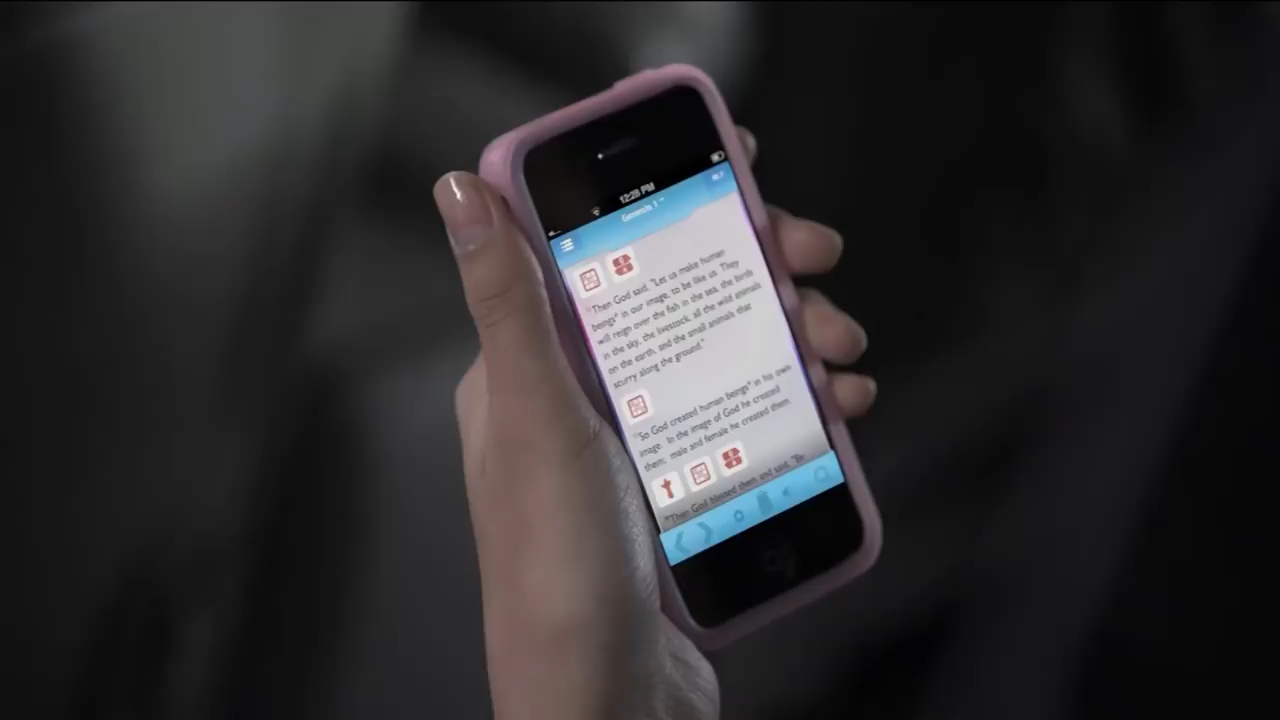 12:28 PM
Genesis 1
NLT
"Then God said, "Let us make human
beings* in our image, to be like us. They
will reign over the fish in the sea, the birds
in the sky, the livestock, all the wild animals
on the earth, and the small animals that
scurry along the ground."
"So God created human beings* in his own
image. In the image of God he created
them; male and female he created them
"Then God blessed them and said, "Be